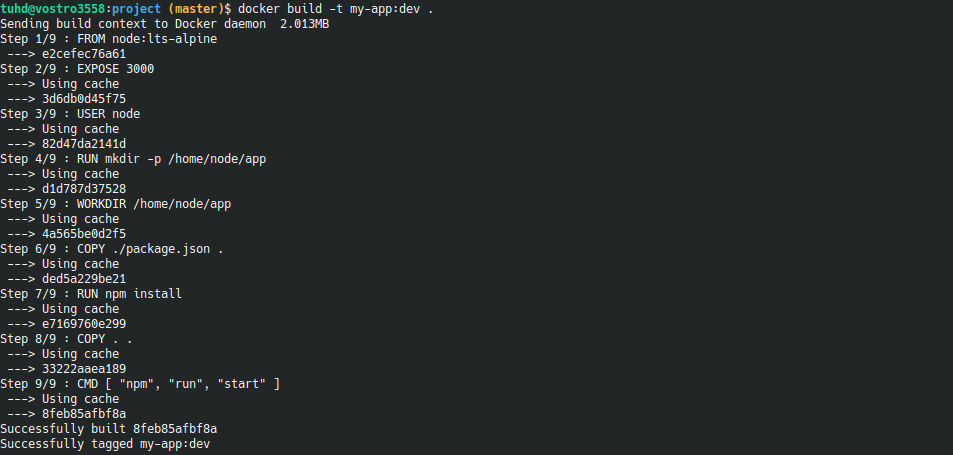 tuhd@vostro3558:project (master)$ docker build -t my-app:dev .
Sending build context to Docker daemon  2.013MB
Step 1/9 : FROM node:lts-alpine
 ---> e2cefec76a61
Step 2/9 : EXPOSE 3000
 ---> Using cache
 ---> 3d6db0d45f75
Step 3/9 : USER node
 ---> Using cache
 ---> 82d47da2141d
Step 4/9 : RUN mkdir -p /home/node/app
 ---> Using cache
 ---> d1d787d37528
Step 5/9 : WORKDIR /home/node/app
 ---> Using cache
 ---> 4a565be0d2f5
Step 6/9 : COPY ./package.json .
 ---> Using cache
 ---> ded5a229be21
Step 7/9 : RUN npm install
 ---> Using cache
 ---> e7169760e299
Step 8/9 : COPY . .
 ---> Using cache
 ---> 33222aaea189
Step 9/9 : CMD [ "npm", "run", "start" ]
 ---> Using cache
 ---> 8feb85afbf8a
Successfully built 8feb85afbf8a
Successfully tagged my-app:dev